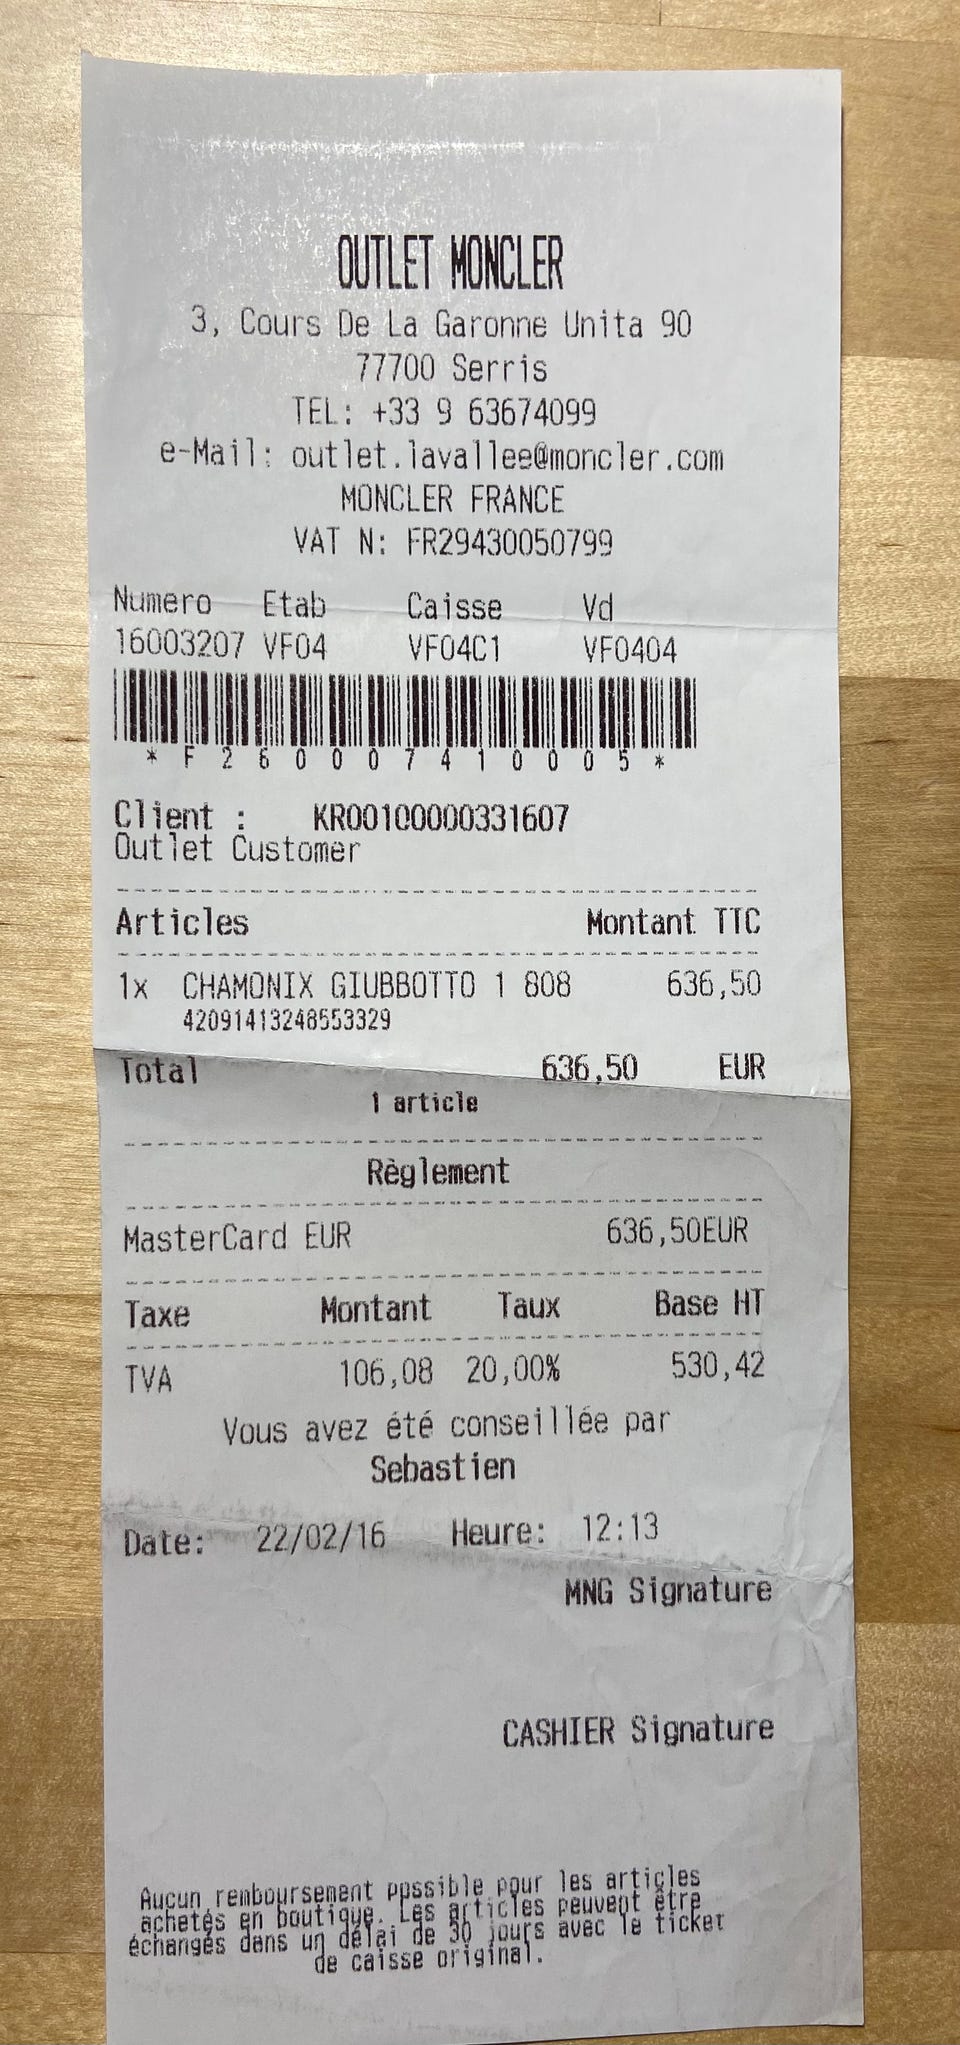 OUTLET MONCLER
3, Cours De La Garonne Unita 90
77700 Serris
TEL: +33 9 63674099
e-Mail: outlet.lavallee@moncler.com
MONCLER FRANCE
VAT N: FR29430050799
Numero Etab Caisse Vd
16003207 VF04 VF04C1 VF0404
* F 2 6 0 0 0 7 4 1 0 0 0 5 *
Client : KR00100000331607
Outlet Customer
Articles Montant TTC
1x CHAMONIX GIUBBOTTO 1 808 636,50
42091413248553329
Total 636,50 EUR
1 article
Règlement
MasterCard EUR 636,50EUR
Taxe Montant Taux Base HT
TVA 106,08 20,00% 530,42
Vous avez été conseillée par
Sebastien
Date: 22/02/16 Heure: 12:13
MNG Signature
CASHIER Signature
Aucun remboursement possible pour les articles
achetés en boutique. Les articles peuvent être
échangés dans un délai de 30 jours avec le ticket
de caisse original.